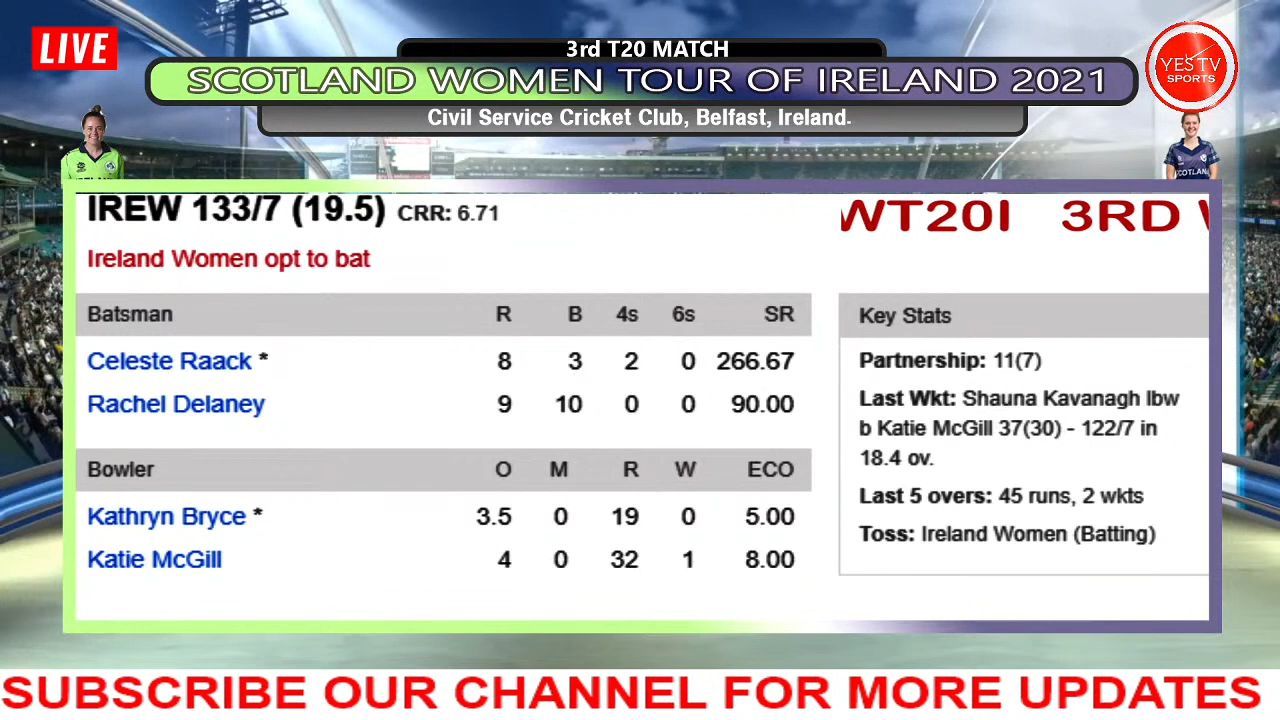 LIVE
3rd T20 MATCH
SCOTLAND WOMEN TOUR OF IRELAND 2021
Civil Service Cricket Club, Belfast, Ireland.
YES TV
SPORTS
SCOTLAND
IREW 133/7 (19.5) CRR: 6.71
WT20I 3RD
Ireland Women opt to bat
Batsman R B 4s 6s SR
Celeste Raack * 8 3 2 0 266.67
Rachel Delaney 9 10 0 0 90.00
Bowler O M R W ECO
Kathryn Bryce * 3.5 0 19 0 5.00
Katie McGill 4 0 32 1 8.00
Key Stats
Partnership: 11(7)
Last Wkt: Shauna Kavanagh lbw
b Katie McGill 37(30) - 122/7 in
18.4 ov.
Last 5 overs: 45 runs, 2 wkts
Toss: Ireland Women (Batting)
SUBSCRIBE OUR CHANNEL FOR MORE UPDATES